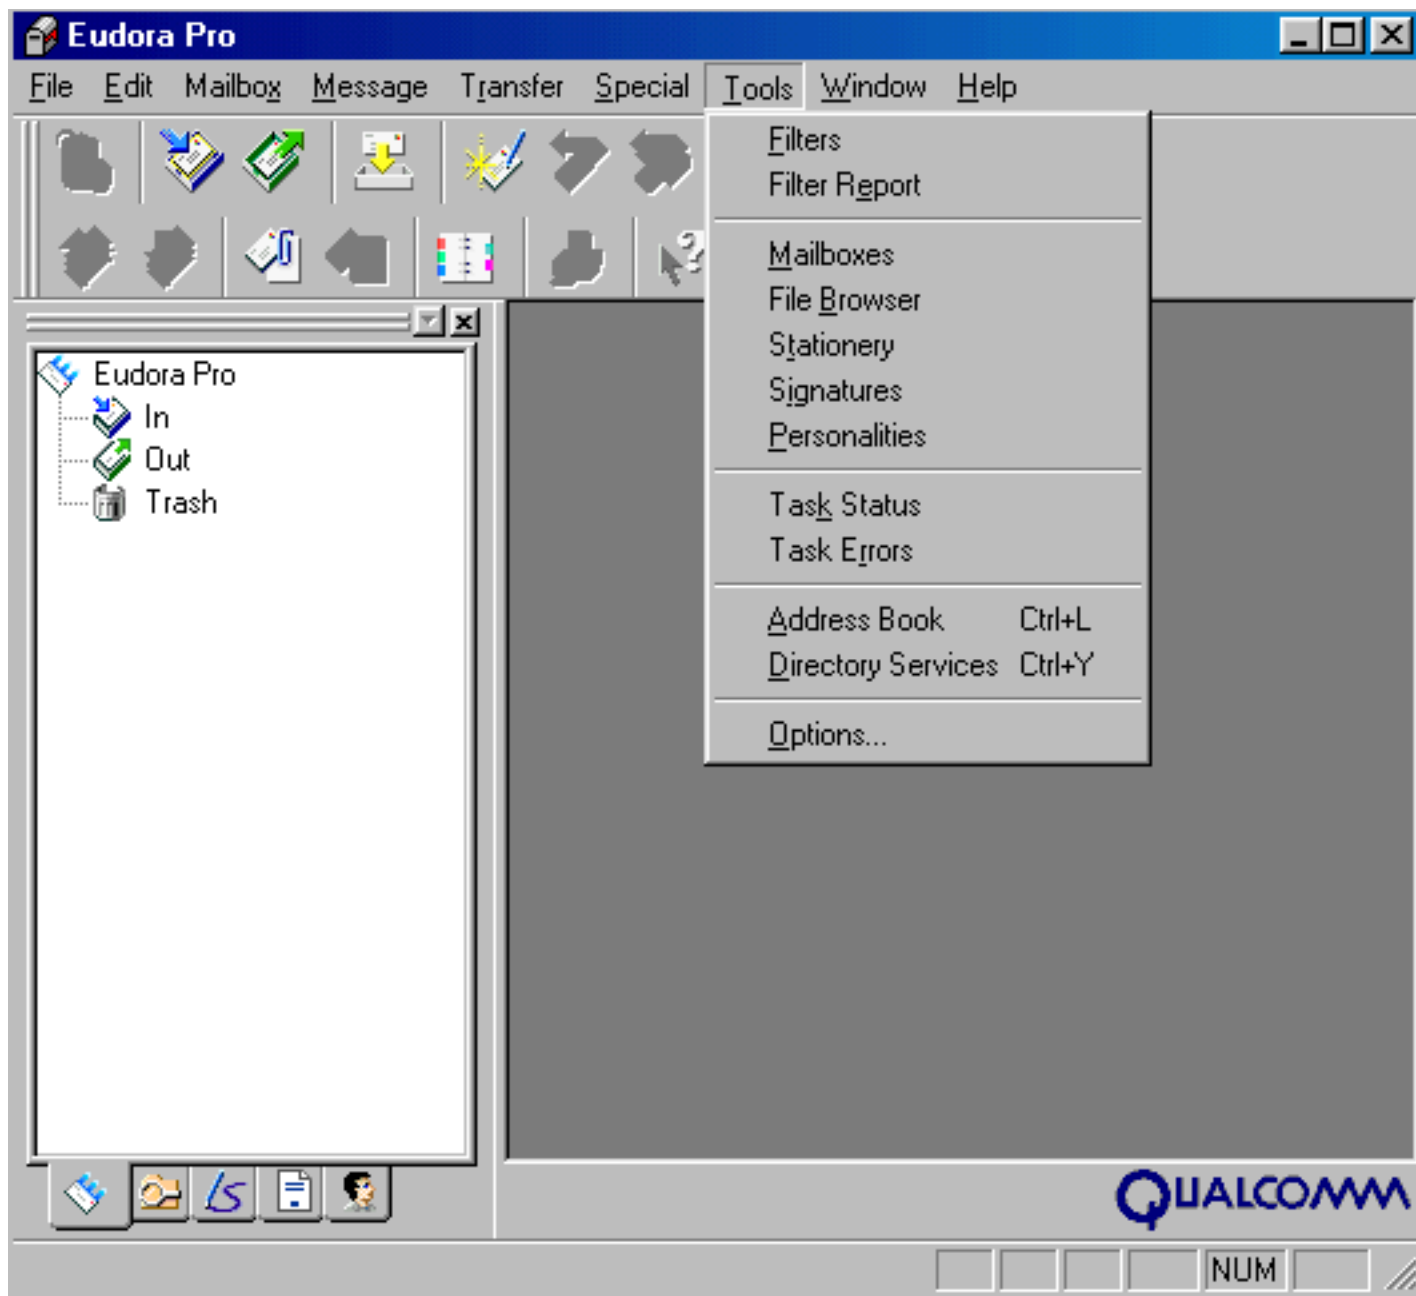 Eudora Pro
File Edit Mailbox Message Transfer Special Tools Window Help
Filters
Filter Report
Mailboxes
File Browser
Stationery
Signatures
Personalities
Task Status
Task Errors
Address Book Ctrl+L
Directory Services Ctrl+Y
Options...
Eudora Pro
In
Out
Trash
QUALCOMM
NUM